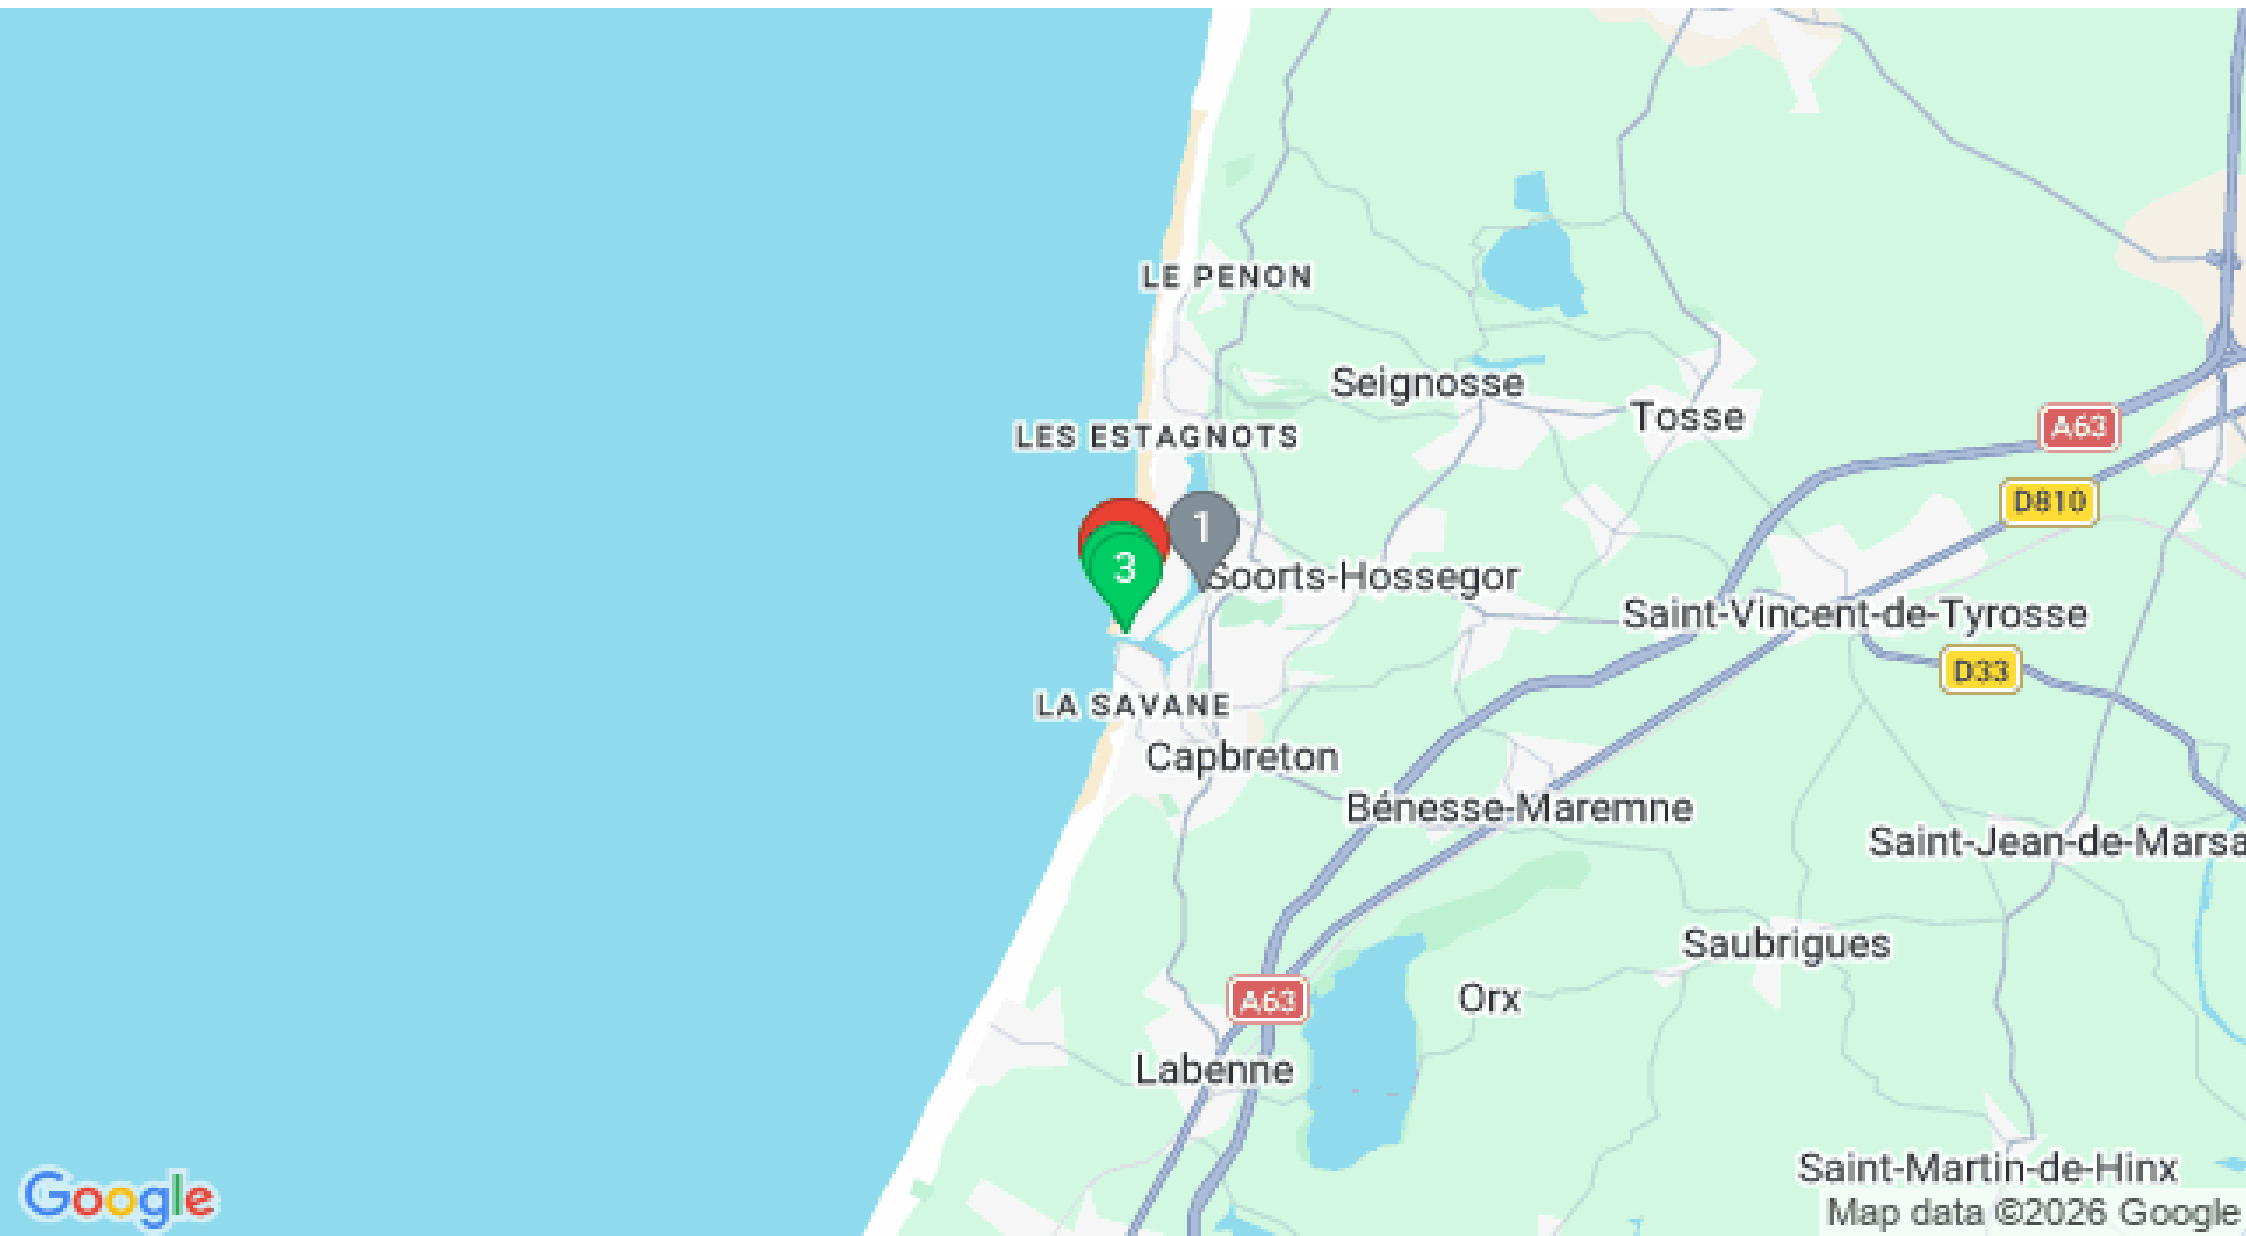 LE PENON
Seignosse
Tosse
A63
LES ESTAGNOTS
D810
1
3
Soorts-Hossegor
Saint-Vincent-de-Tyrosse
D33
LA SAVANE
Capbreton
Bénesse-Maremne
Saint-Jean-de-Marsa
Saubrigues
A63
Orx
Labenne
Saint-Martin-de-Hinx
Google
Map data ©2026 Google